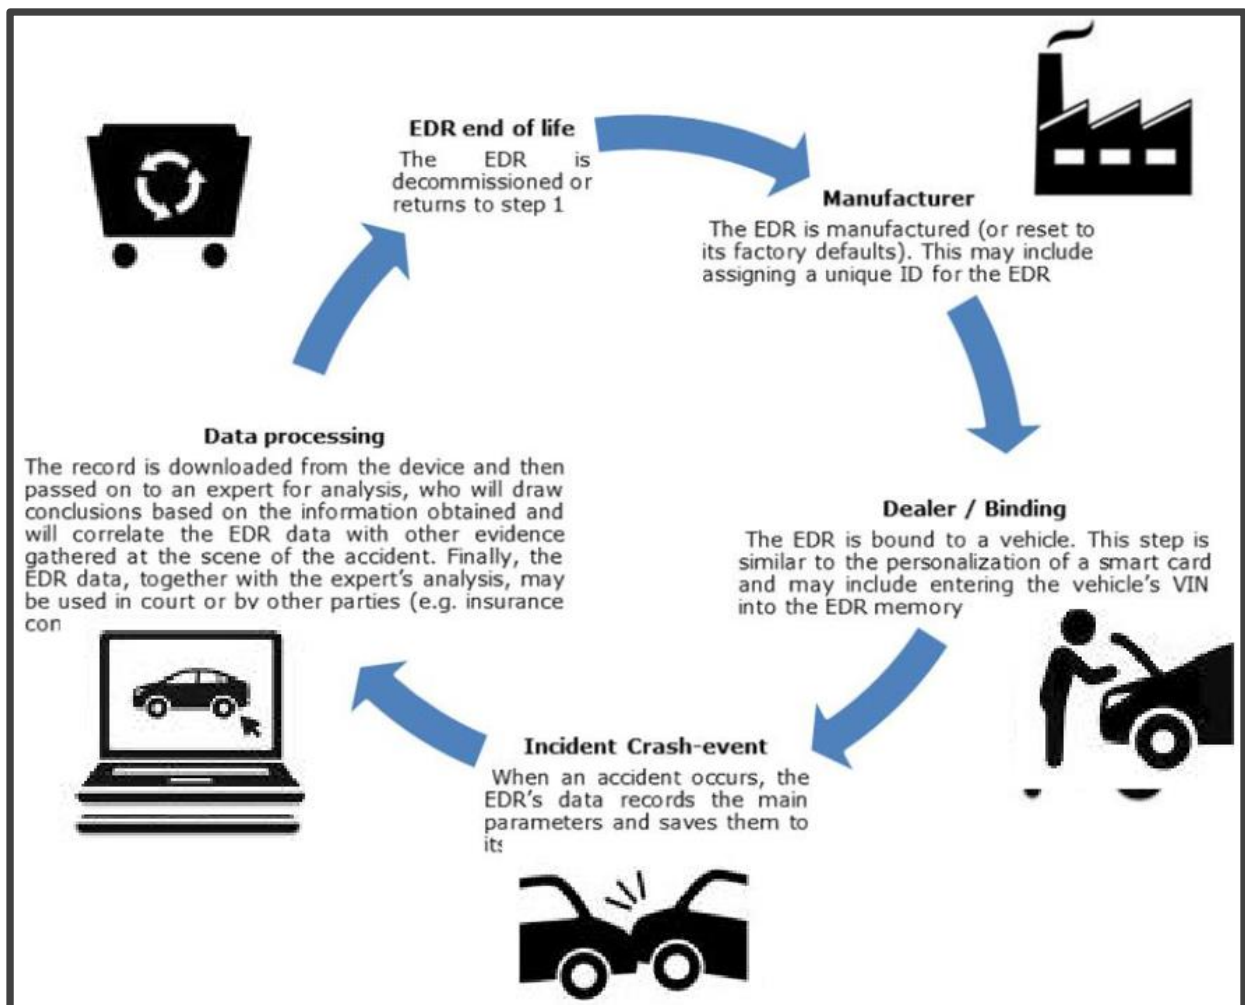 EDR end of life
The EDR is
decommissioned or
returns to step 1
Manufacturer
The EDR is manufactured (or reset to
its factory defaults). This may include
assigning a unique ID for the EDR
Dealer / Binding
The EDR is bound to a vehicle. This step is
similar to the personalization of a smart card
and may include entering the vehicle's VIN
into the EDR memory
Incident Crash-event
When an accident occurs, the
EDR's data records the main
parameters and saves them to
Data processing
The record is downloaded from the device and then
passed on to an expert for analysis, who will draw
conclusions based on the information obtained and
will correlate the EDR data with other evidence
gathered at the scene of the accident. Finally, the
EDR data, together with the expert's analysis, may
be used in court or by other parties (e.g. insurance